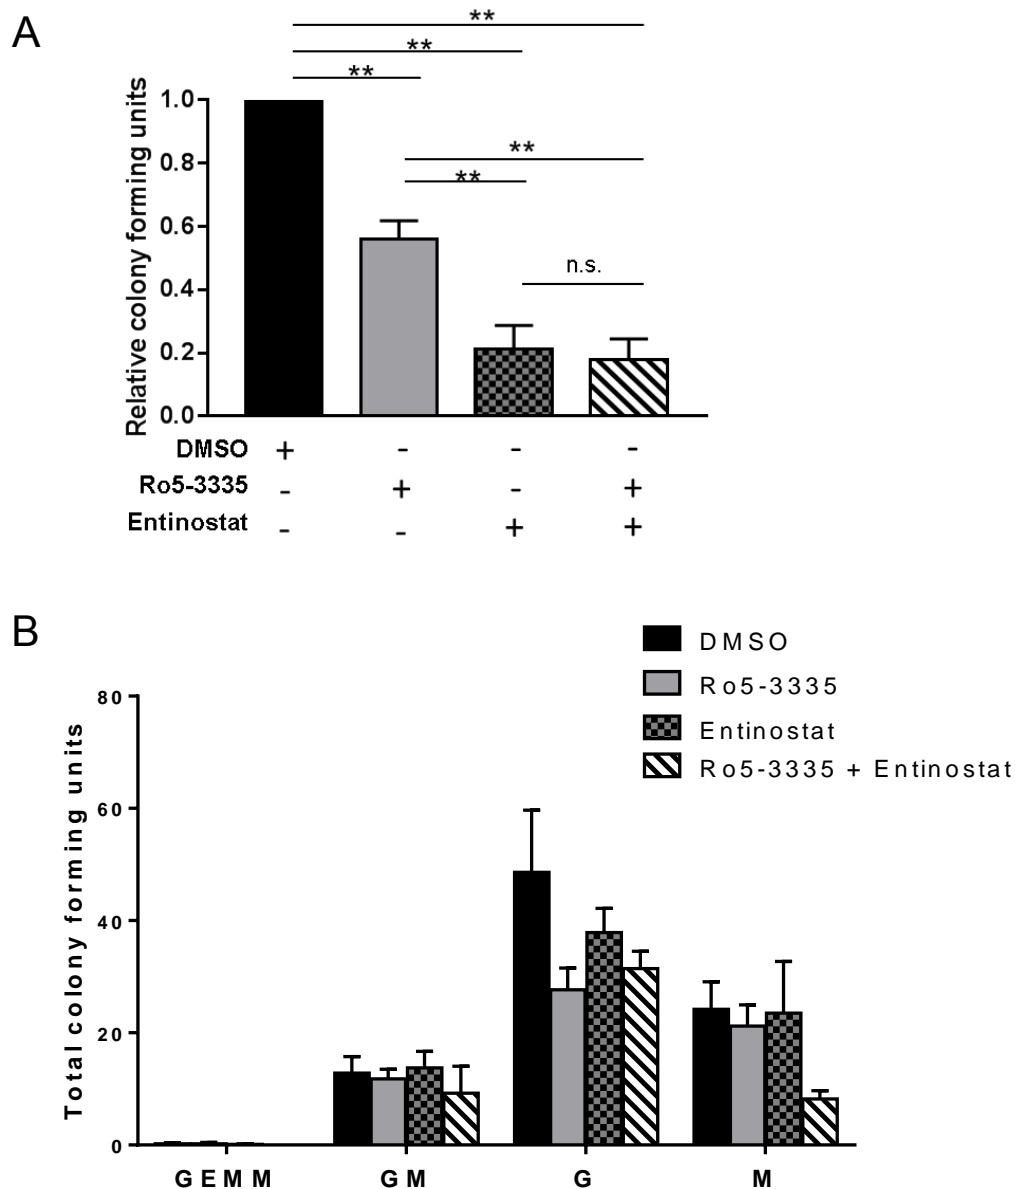 A
**
**
**
Relative colony forming units
1.0
0.8
0.6
0.4
0.2
0.0
**
**
n.s.
DMSO + - - -
Ro5-3335 - + - +
Entinostat - - + +
B
DMSO
Ro5-3335
Entinostat
Ro5-3335 + Entinostat
Total colony forming units
80
60
40
20
0
GEMM GM G M